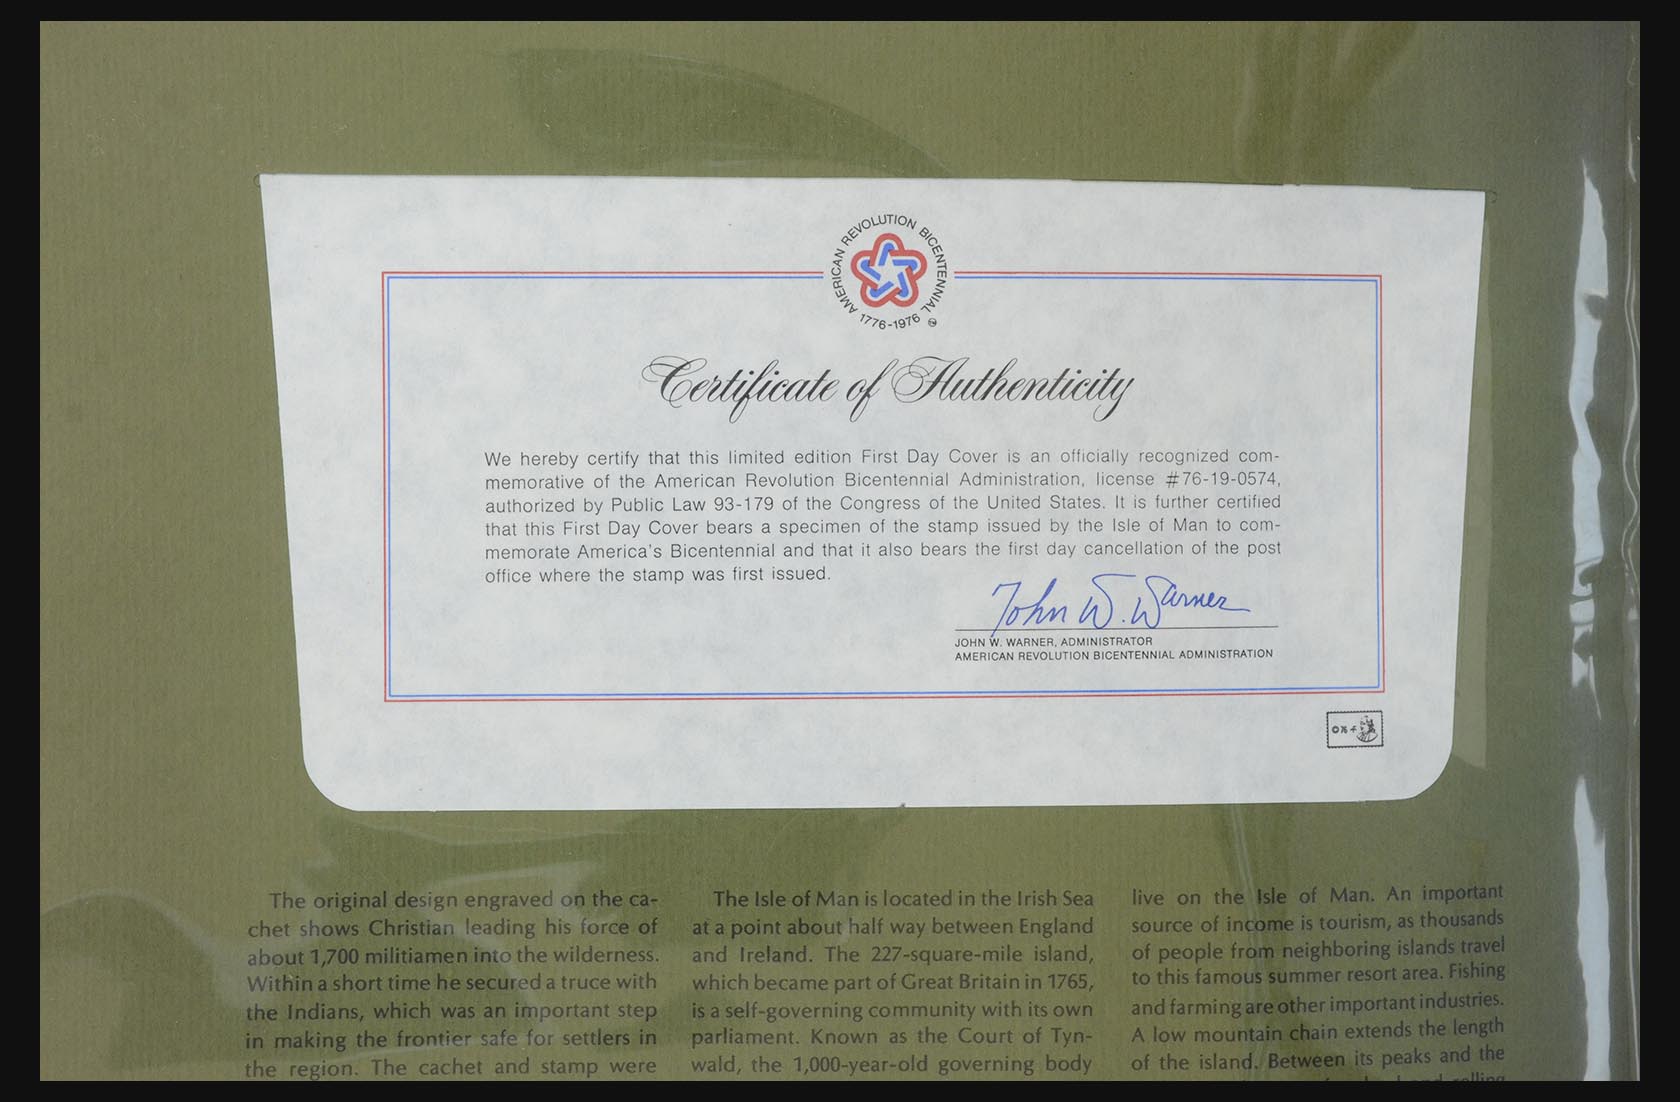 AMERICAN REVOLUTION BICENTENNIAL
1776-1976
Certificate of Authenticity
We hereby certify that this limited edition First Day Cover is an officially recognized com-
memorative of the American Revolution Bicentennial Administration, license #76-19-0574,
authorized by Public Law 93-179 of the Congress of the United States. It is further certified
that this First Day Cover bears a specimen of the stamp issued by the Isle of Man to com-
memorate America's Bicentennial and that it also bears the first day cancellation of the post
office where the stamp was first issued.
John W. Warner
JOHN W. WARNER, ADMINISTRATOR
AMERICAN REVOLUTION BICENTENNIAL ADMINISTRATION
The original design engraved on the ca-
chet shows Christian leading his force of
about 1,700 militiamen into the wilderness.
Within a short time he secured a truce with
the Indians, which was an important step
in making the frontier safe for settlers in
the region. The cachet and stamp were
The Isle of Man is located in the Irish Sea
at a point about half way between England
and Ireland. The 227-square-mile island,
which became part of Great Britain in 1765,
is a self-governing community with its own
parliament. Known as the Court of Tyn-
wald, the 1,000-year-old governing body
live on the Isle of Man. An important
source of income is tourism, as thousands
of people from neighboring islands travel
to this famous summer resort area. Fishing
and farming are other important industries.
A low mountain chain extends the length
of the island. Between its peaks and the